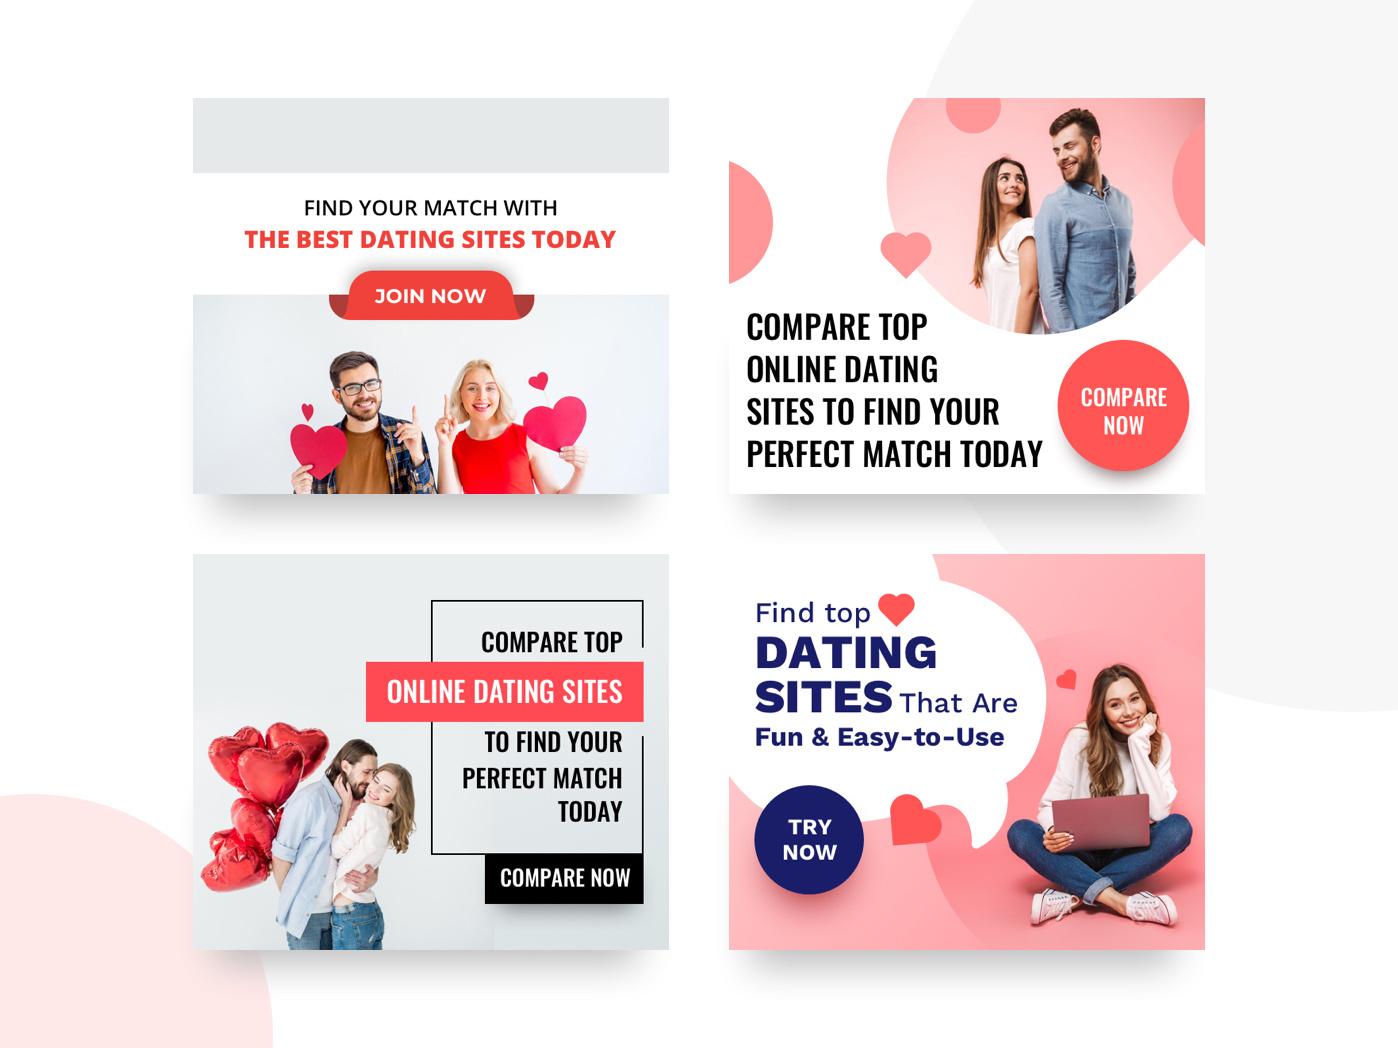 FIND YOUR MATCH WITH
THE BEST DATING SITES TODAY
JOIN NOW
COMPARE TOP
ONLINE DATING
SITES TO FIND YOUR
PERFECT MATCH TODAY
COMPARE
NOW
COMPARE TOP
ONLINE DATING SITES
TO FIND YOUR
PERFECT MATCH
TODAY
COMPARE NOW
Find top
DATING
SITES That Are
Fun & Easy-to-Use
TRY
NOW